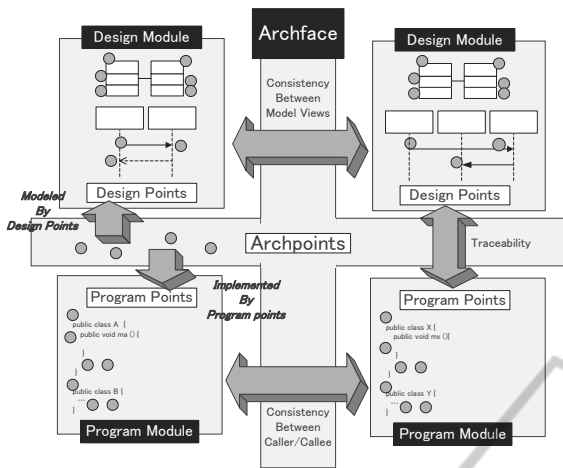 Archface
Design Module
Design Module
Consistency
Between
Model Views
Design Points
Design Points
Modeled
By
Design Points
Archpoints
Traceability
Implemented
By
Program points
Program Points
public class A {
public void ma () {
}
}
public class B {
...
}
Program Points
public class X {
public void mx (){
}
}
public class Y {
...
}
Consistency
Between
Caller/Callee
Program Module
Program Module